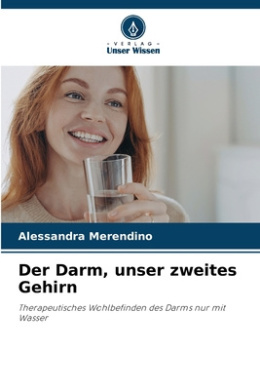 • VERLAG •
Unser Wissen
Alessandra Merendino
Der Darm, unser zweites
Gehirn
Therapeutisches Wohlbefinden des Darms nur mit
Wasser